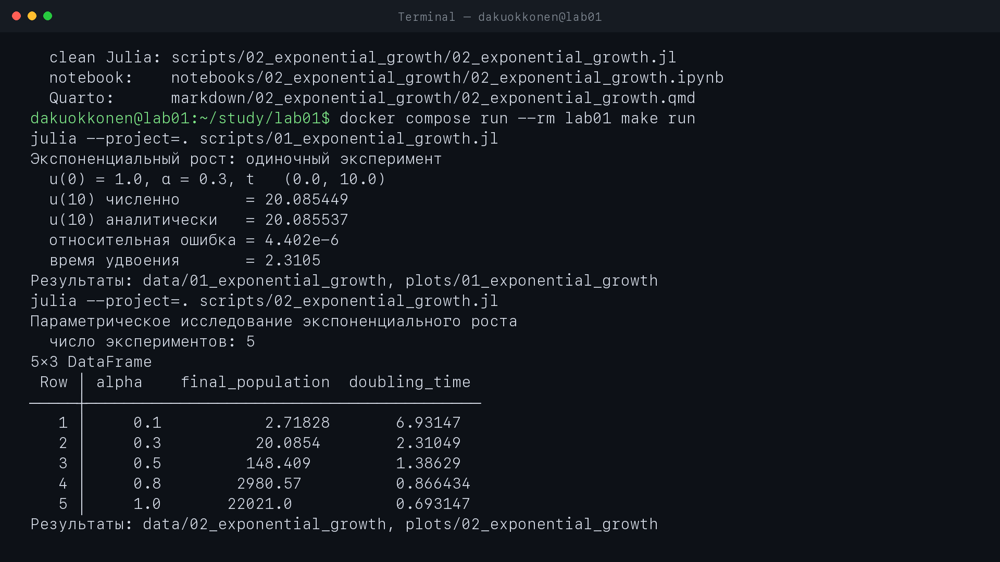 Terminal — dakuokkonen@lab01
  clean Julia: scripts/02_exponential_growth/02_exponential_growth.jl
  notebook:    notebooks/02_exponential_growth/02_exponential_growth.ipynb
  Quarto:      markdown/02_exponential_growth/02_exponential_growth.qmd
dakuokkonen@lab01:~/study/lab01$ docker compose run --rm lab01 make run
julia --project=. scripts/01_exponential_growth.jl
Экспоненциальный рост: одиночный эксперимент
  u(0) = 1.0, α = 0.3, t   (0.0, 10.0)
  u(10) численно       = 20.085449
  u(10) аналитически   = 20.085537
  относительная ошибка = 4.402e-6
  время удвоения       = 2.3105
Результаты: data/01_exponential_growth, plots/01_exponential_growth
julia --project=. scripts/02_exponential_growth.jl
Параметрическое исследование экспоненциального роста
  число экспериментов: 5
5×3 DataFrame
 Row │ alpha    final_population  doubling_time
─────┼──────────────────────────────────────────
   1 │     0.1           2.71828       6.93147
   2 │     0.3          20.0854        2.31049
   3 │     0.5         148.409         1.38629
   4 │     0.8        2980.57          0.866434
   5 │     1.0       22021.0           0.693147
Результаты: data/02_exponential_growth, plots/02_exponential_growth